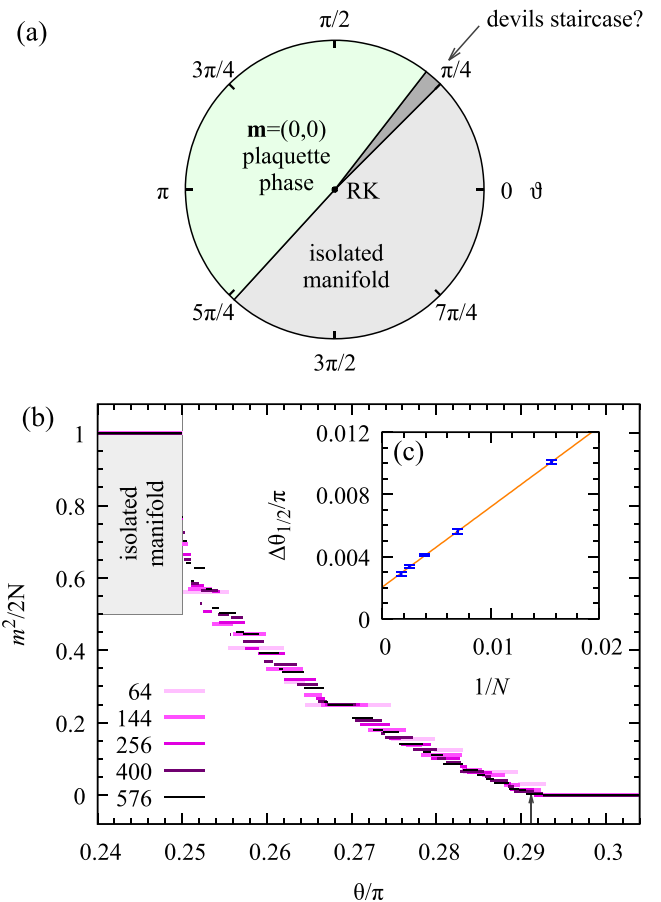 (a)
π/2
devils staircase?
3π/4
π/4
m=(0,0)
plaquette
phase
π
RK
0 ϑ
isolated
manifold
5π/4
7π/4
3π/2
(b)
1
0.8
0.6
0.4
0.2
0
m²/2N
isolated
manifold
64
144
256
400
576
0.24
0.25
0.26
0.27
0.28
0.29
0.3
θ/π
(c)
0.012
0.008
0.004
0
Δθ1/2/π
0
0.01
0.02
1/N